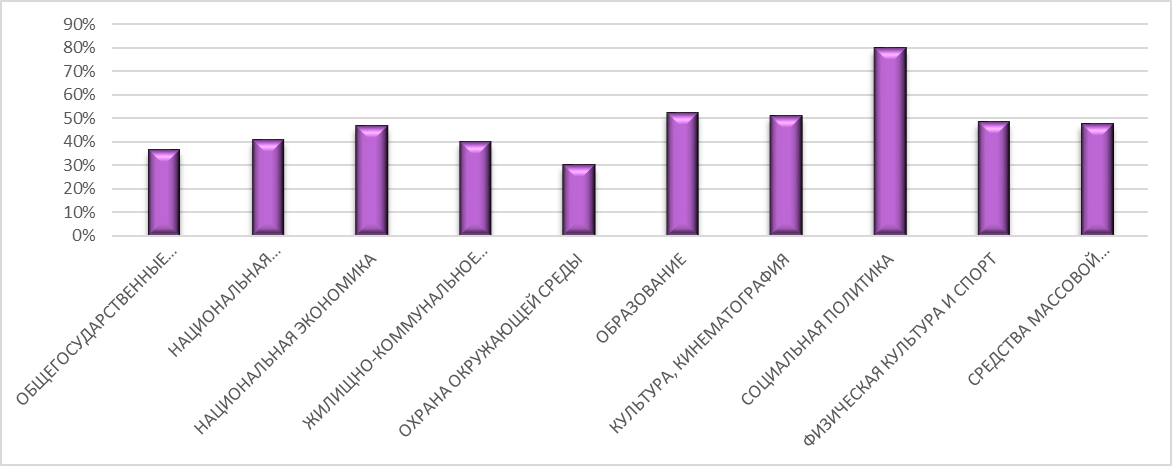 90%
80%
70%
60%
50%
40%
30%
20%
10%
0%
ОБЩЕГОСУДАРСТВЕННЫЕ…
НАЦИОНАЛЬНАЯ…
НАЦИОНАЛЬНАЯ ЭКОНОМИКА
ЖИЛИЩНО-КОММУНАЛЬНОЕ…
ОХРАНА ОКРУЖАЮЩЕЙ СРЕДЫ
ОБРАЗОВАНИЕ
КУЛЬТУРА, КИНЕМАТОГРАФИЯ
СОЦИАЛЬНАЯ ПОЛИТИКА
ФИЗИЧЕСКАЯ КУЛЬТУРА И СПОРТ
СРЕДСТВА МАССОВОЙ…